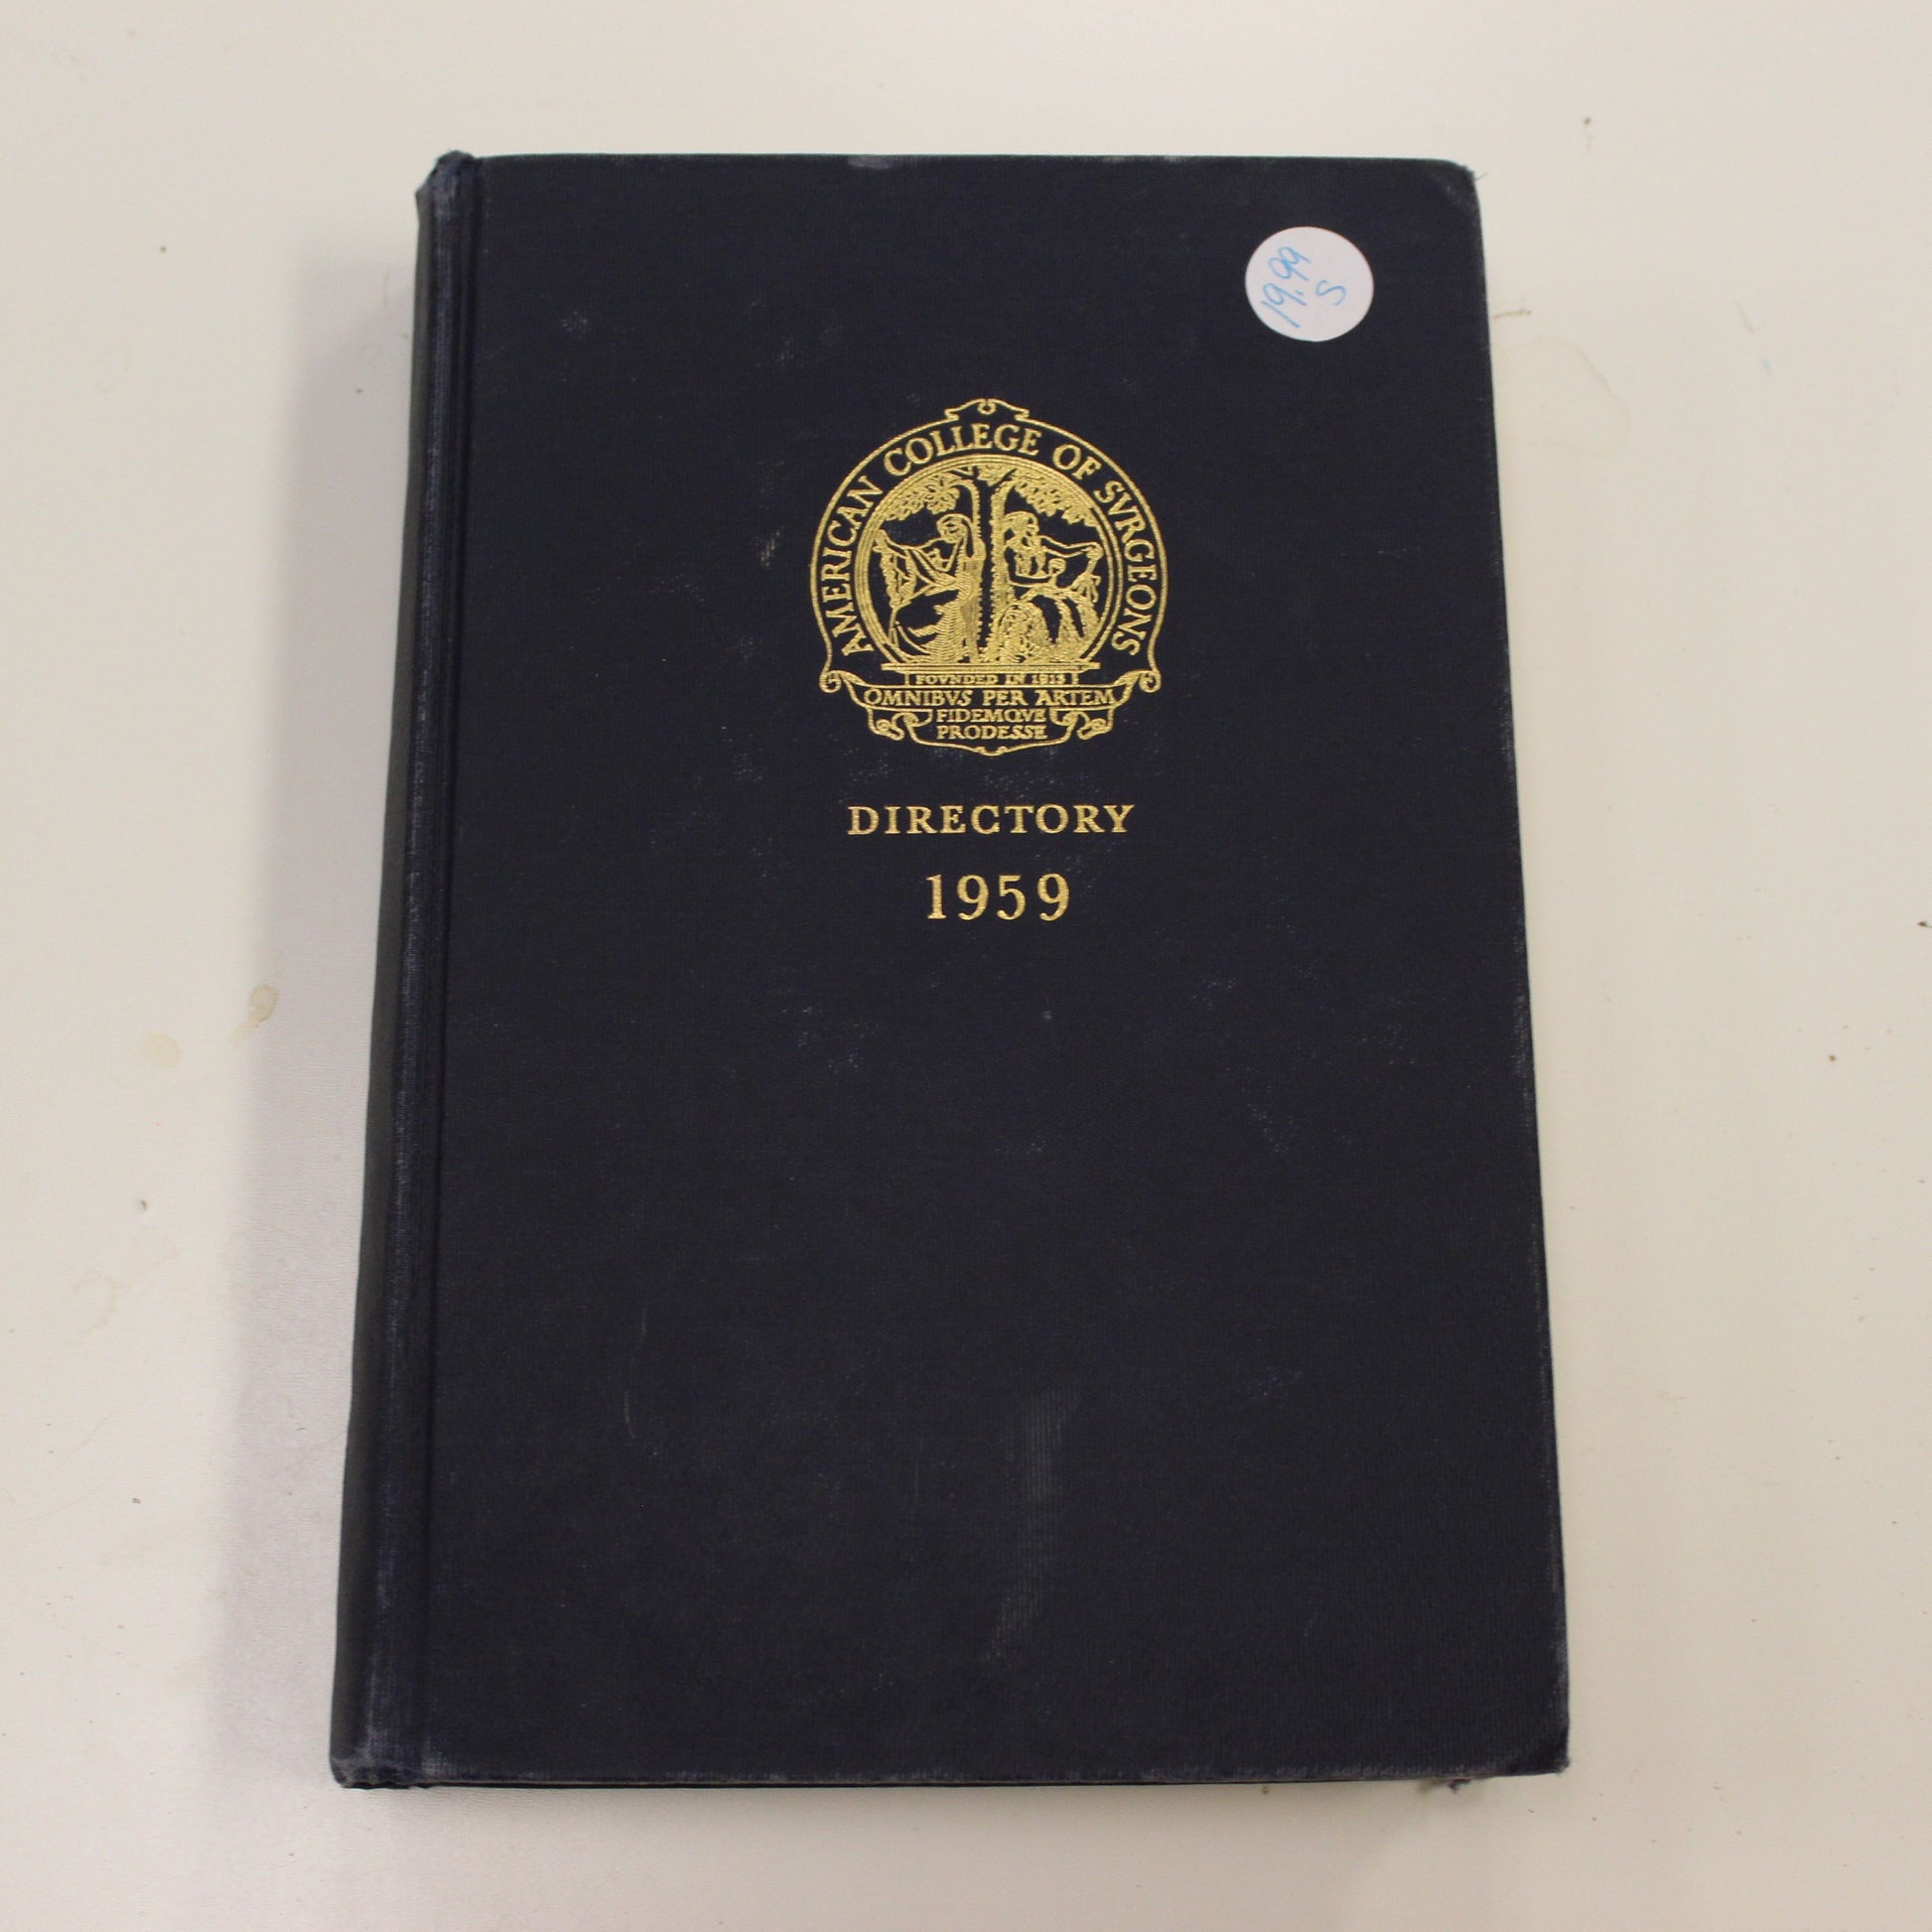 19.99
S
AMERICAN COLLEGE OF SVRGEONS
FOVNDED IN 1913
OMNIBVS PER ARTEM
FIDEMQVE
PRODESSE
DIRECTORY
1959